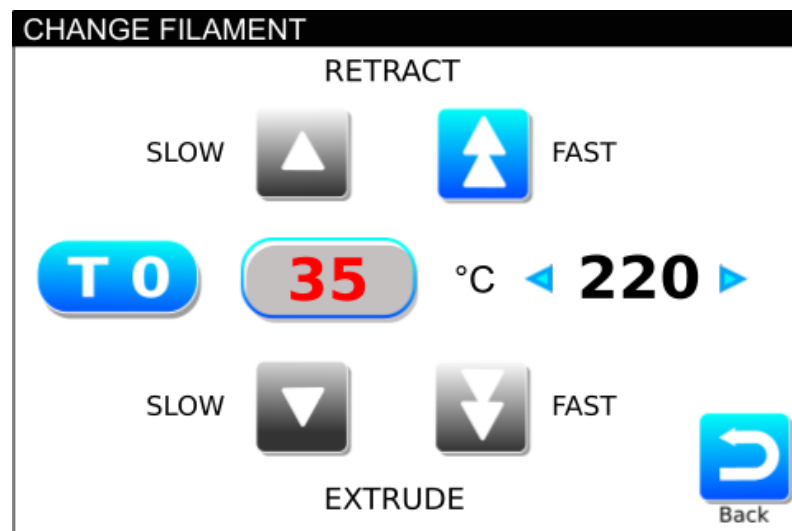 CHANGE FILAMENT
RETRACT
SLOW FAST
T 0 35 °C 220
SLOW FAST
EXTRUDE
Back